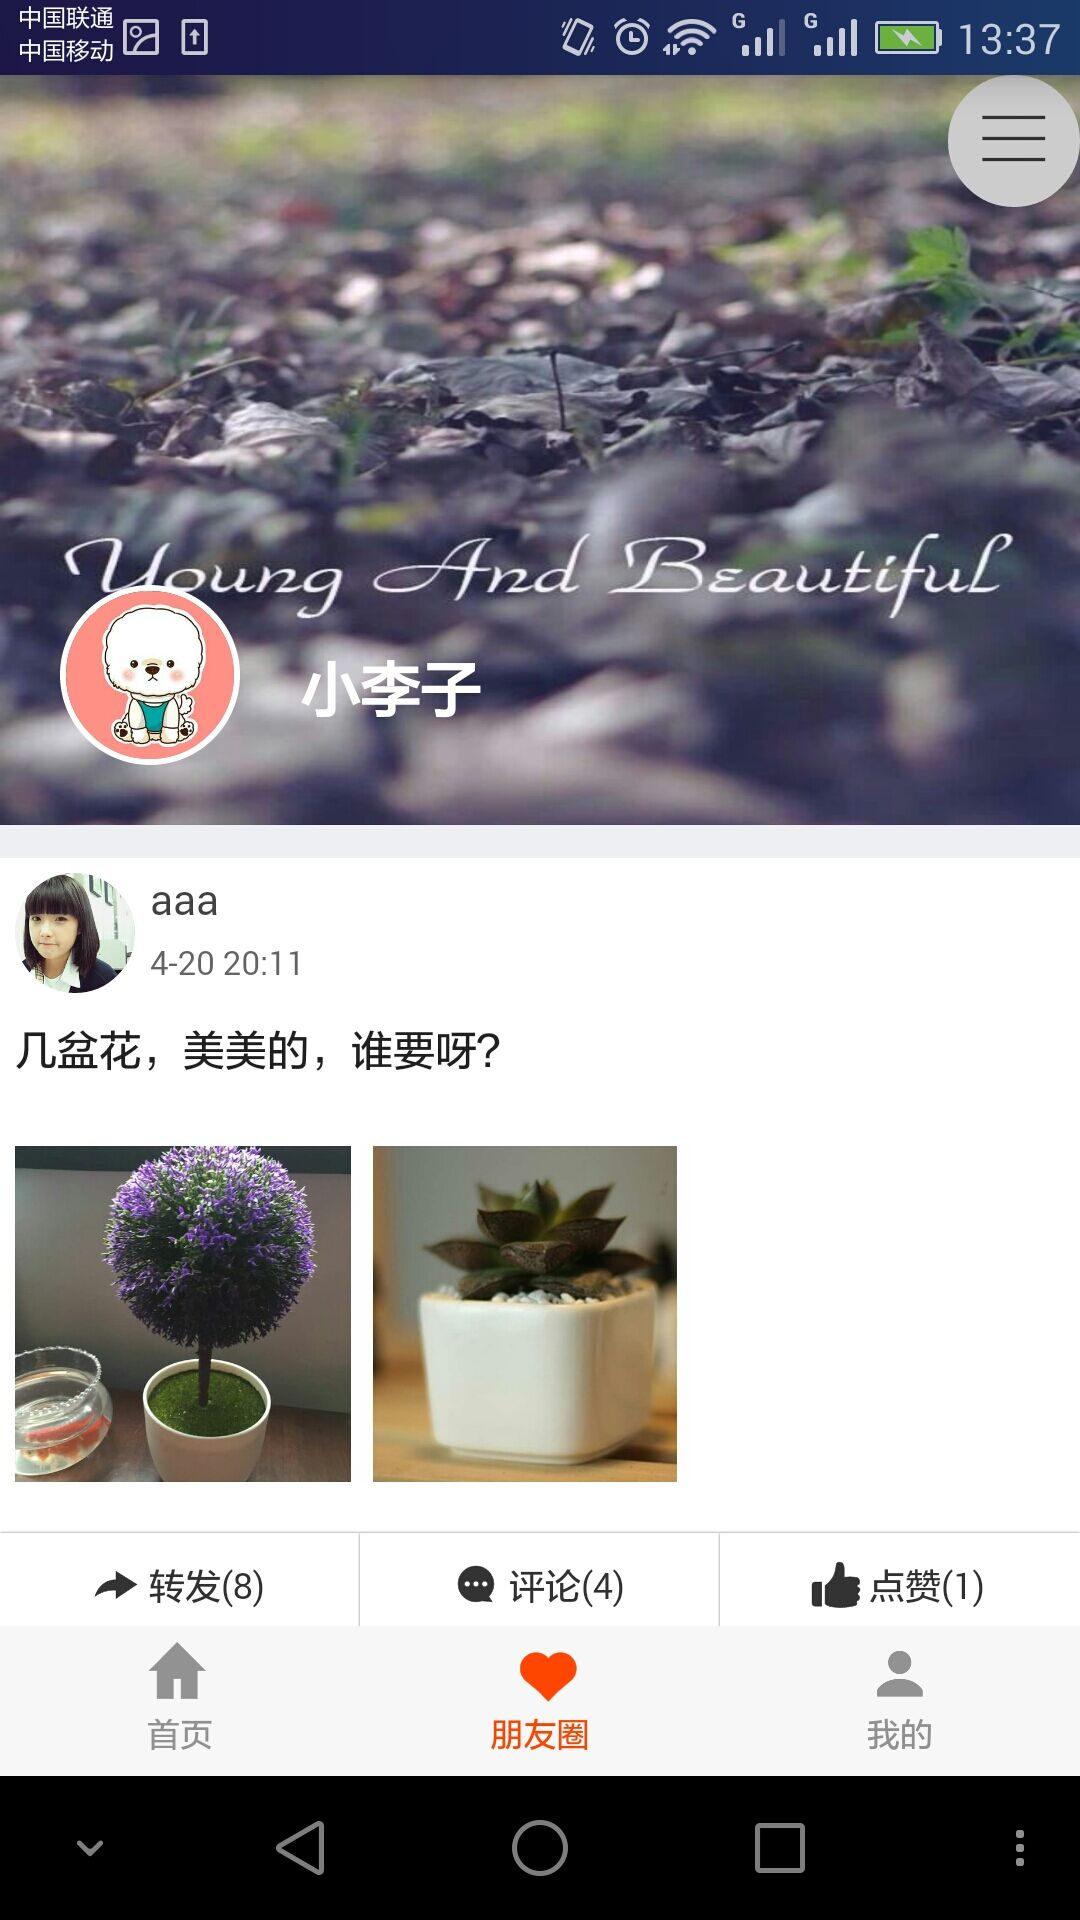 中国联通
中国移动
G G 13:37
Young And Beautiful
小李子
aaa
4-20 20:11
几盆花，美美的，谁要呀?
转发(8) 评论(4) 点赞(1)
首页 朋友圈 我的